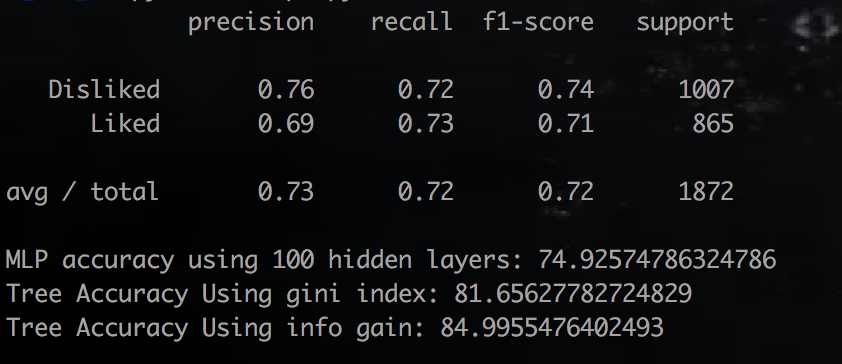 precision recall f1-score support
Disliked 0.76 0.72 0.74 1007
Liked 0.69 0.73 0.71 865
avg / total 0.73 0.72 0.72 1872
MLP accuracy using 100 hidden layers: 74.92574786324786
Tree Accuracy Using gini index: 81.65627782724829
Tree Accuracy Using info gain: 84.9955476402493